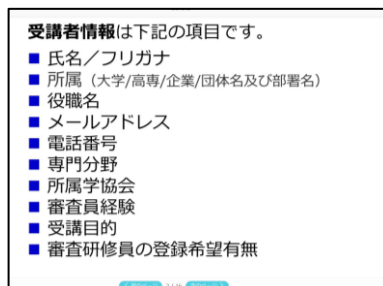 受講者情報は下記の項目です。
■ 氏名／フリガナ
■ 所属（大学/高専/企業/団体名及び部署名）
■ 役職名
■ メールアドレス
■ 電話番号
■ 専門分野
■ 所属学協会
■ 審査員経験
■ 受講目的
■ 審査研修員の登録希望有無